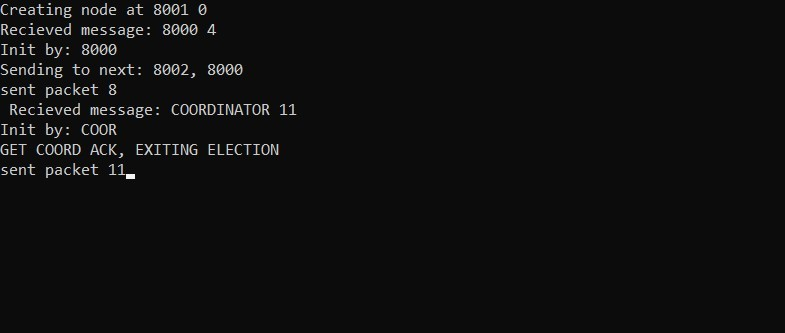 Creating node at 8001 0
Recieved message: 8000 4
Init by: 8000
Sending to next: 8002, 8000
sent packet 8
 Recieved message: COORDINATOR 11
Init by: COOR
GET COORD ACK, EXITING ELECTION
sent packet 11